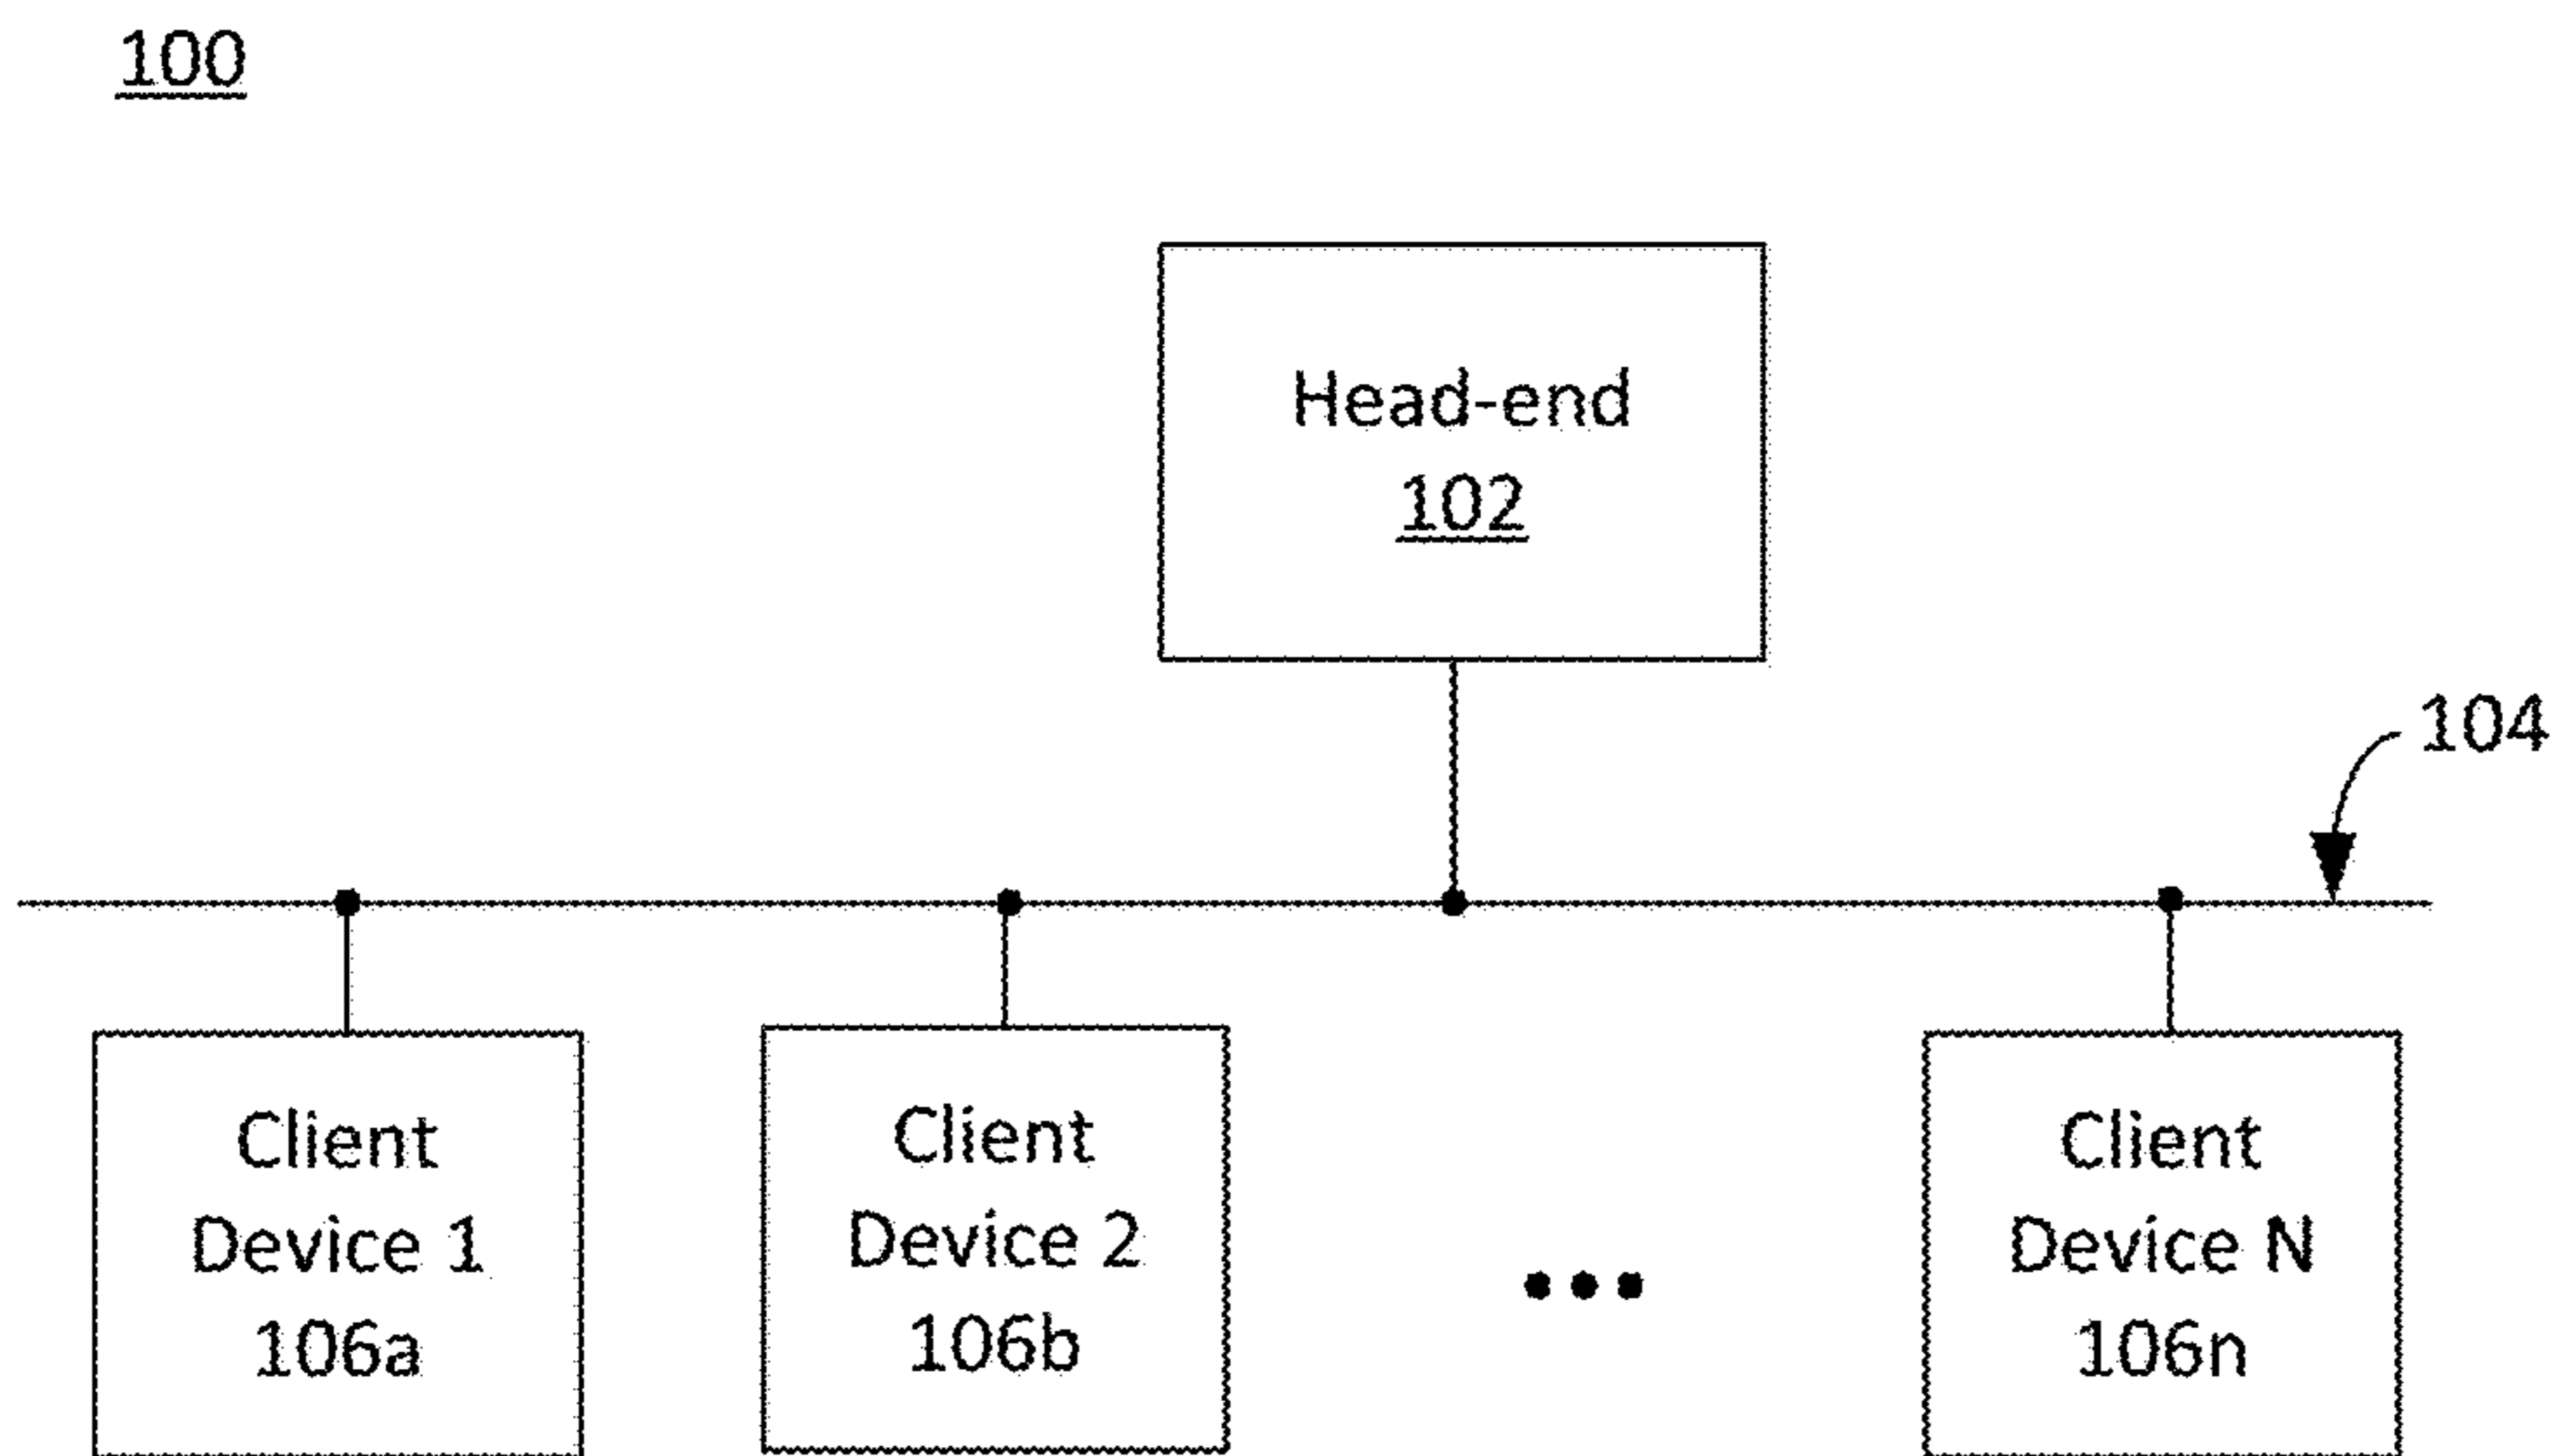 100
Head-end
102
104
Client
Device 1
106a
Client
Device 2
106b
Client
Device N
106n